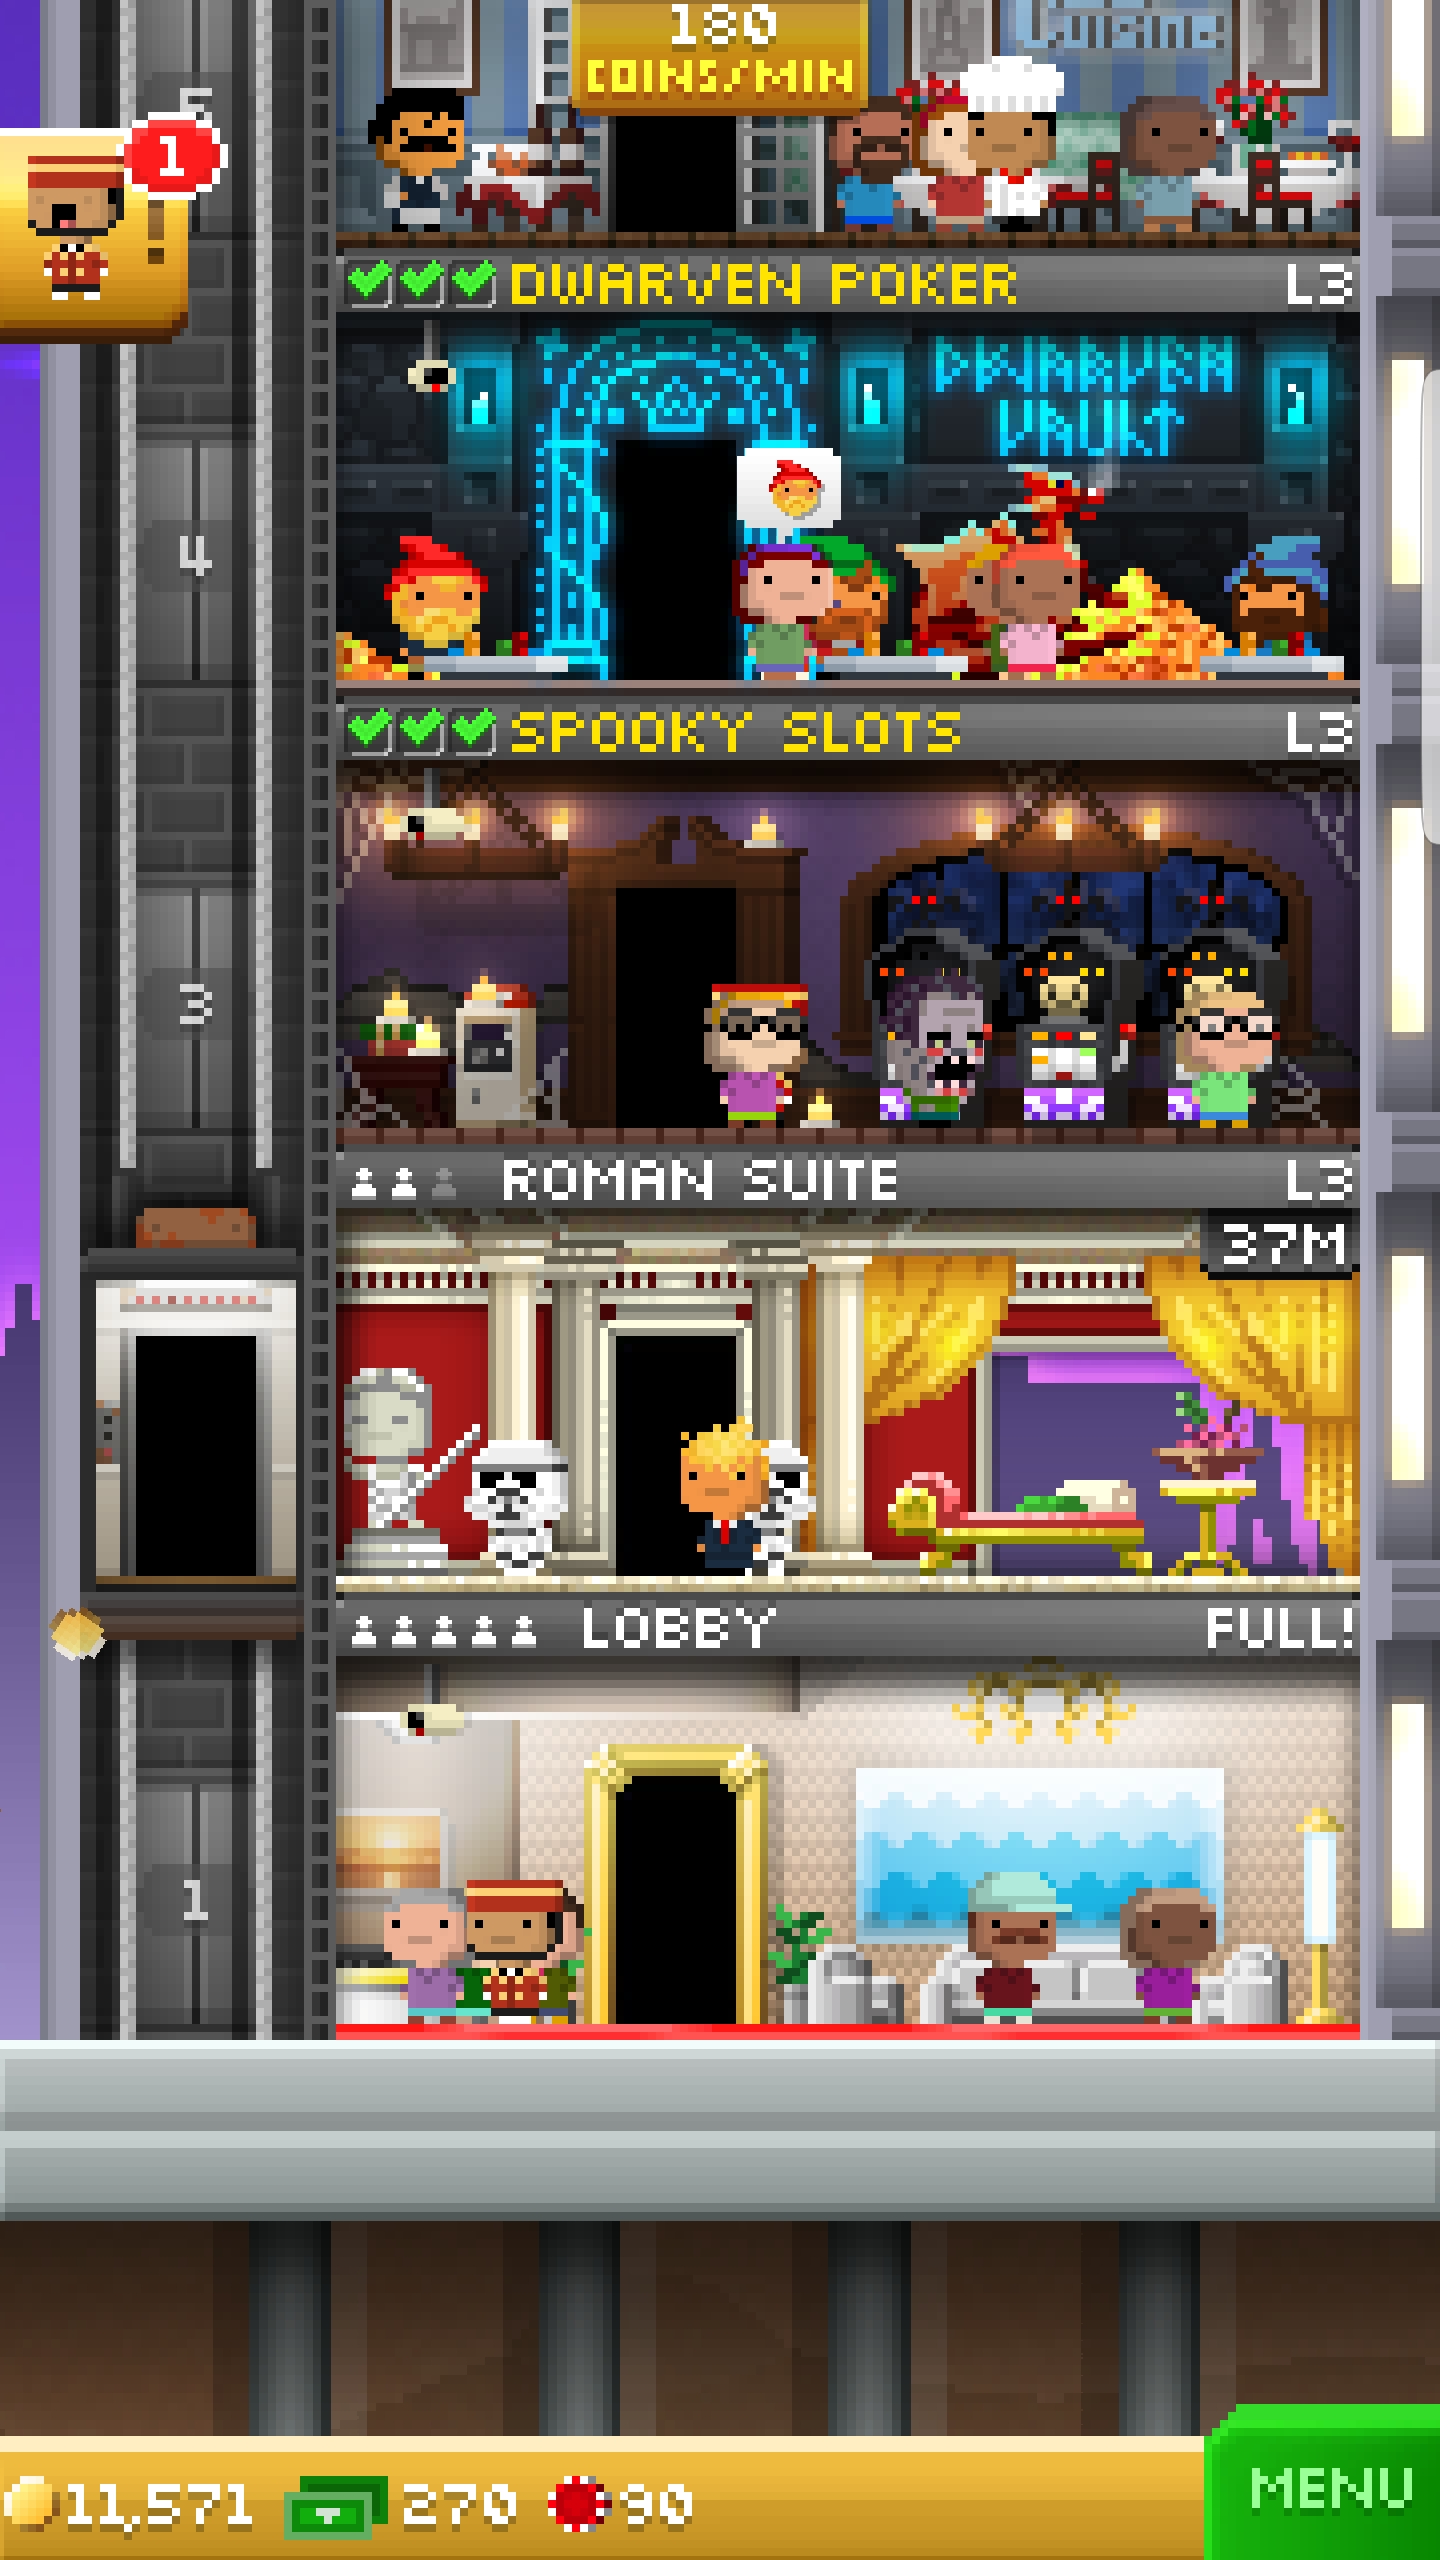 180
COINS/MIN
Cuisine
5
1
DWARVEN POKER L3
DWARVEN
VAULT
4
SPOOKY SLOTS L3
3
ROMAN SUITE L3
37M
LOBBY FULL!
1
11,571 270 90
MENU